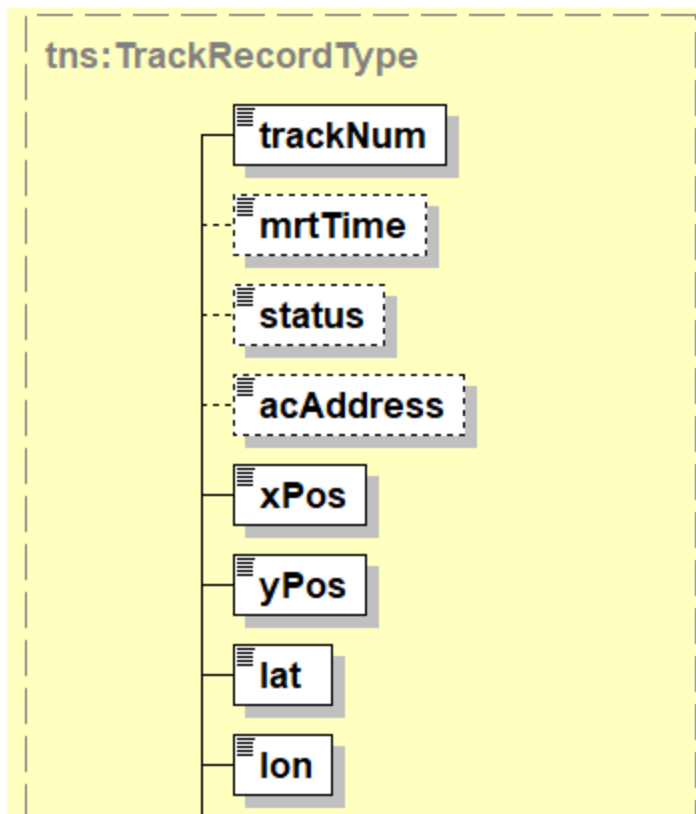 tns:TrackRecordType
trackNum
mrtTime
status
acAddress
xPos
yPos
lat
lon